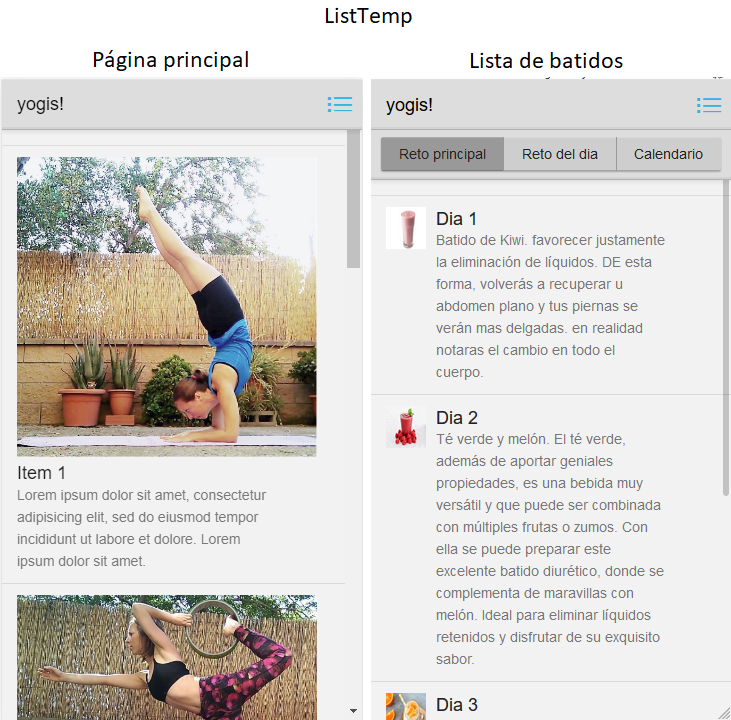 ListTemp
Página principal
yogis!
Item 1
Lorem ipsum dolor sit amet, consectetur
adipisicing elit, sed do eiusmod tempor
incididunt ut labore et dolore. Lorem
ipsum dolor sit amet.
Lista de batidos
yogis!
Reto principal
Reto del dia
Calendario
Dia 1
Batido de Kiwi. favorecer justamente
la eliminación de líquidos. DE esta
forma, volverás a recuperar u
abdomen plano y tus piernas se
verán mas delgadas. en realidad
notaras el cambio en todo el
cuerpo.
Dia 2
Té verde y melón. El té verde,
además de aportar geniales
propiedades, es una bebida muy
versátil y que puede ser combinada
con múltiples frutas o zumos. Con
ella se puede preparar este
excelente batido diurético, donde se
complementa de maravillas con
melón. Ideal para eliminar líquidos
retenidos y disfrutar de su exquisito
sabor.
Dia 3